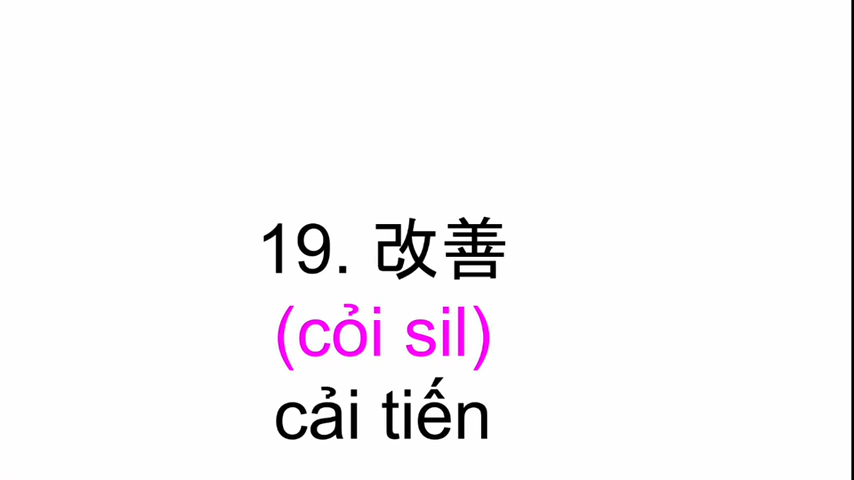 19. 改善
(cỏi sil)
cải tiến